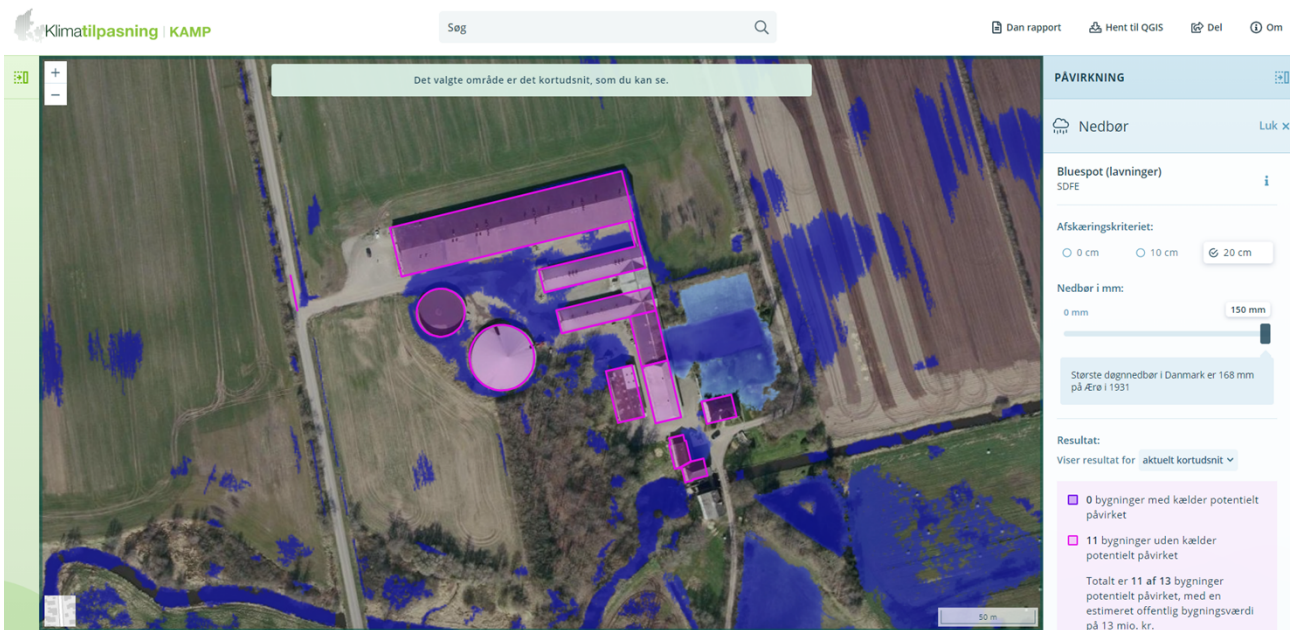 Klimatilpasning | KAMP
Søg
Dan rapport
Hent til QGIS
Del
Om
Det valgte område er det kortudsnit, som du kan se.
+
−
50 m
PÅVIRKNING
Nedbør
Luk ×
Bluespot (lavninger)
SDFE
i
Afskæringskriteriet:
0 cm
10 cm
20 cm
Nedbør i mm:
0 mm
150 mm
Største døgnnedbør i Danmark er 168 mm
på Ærø i 1931
Resultat:
Viser resultat for aktuelt kortudsnit
0 bygninger med kælder potentielt
påvirket
11 bygninger uden kælder
potentielt påvirket
Totalt er 11 af 13 bygninger
potentielt påvirket, med en
estimeret offentlig bygningsværdi
på 13 mio. kr.